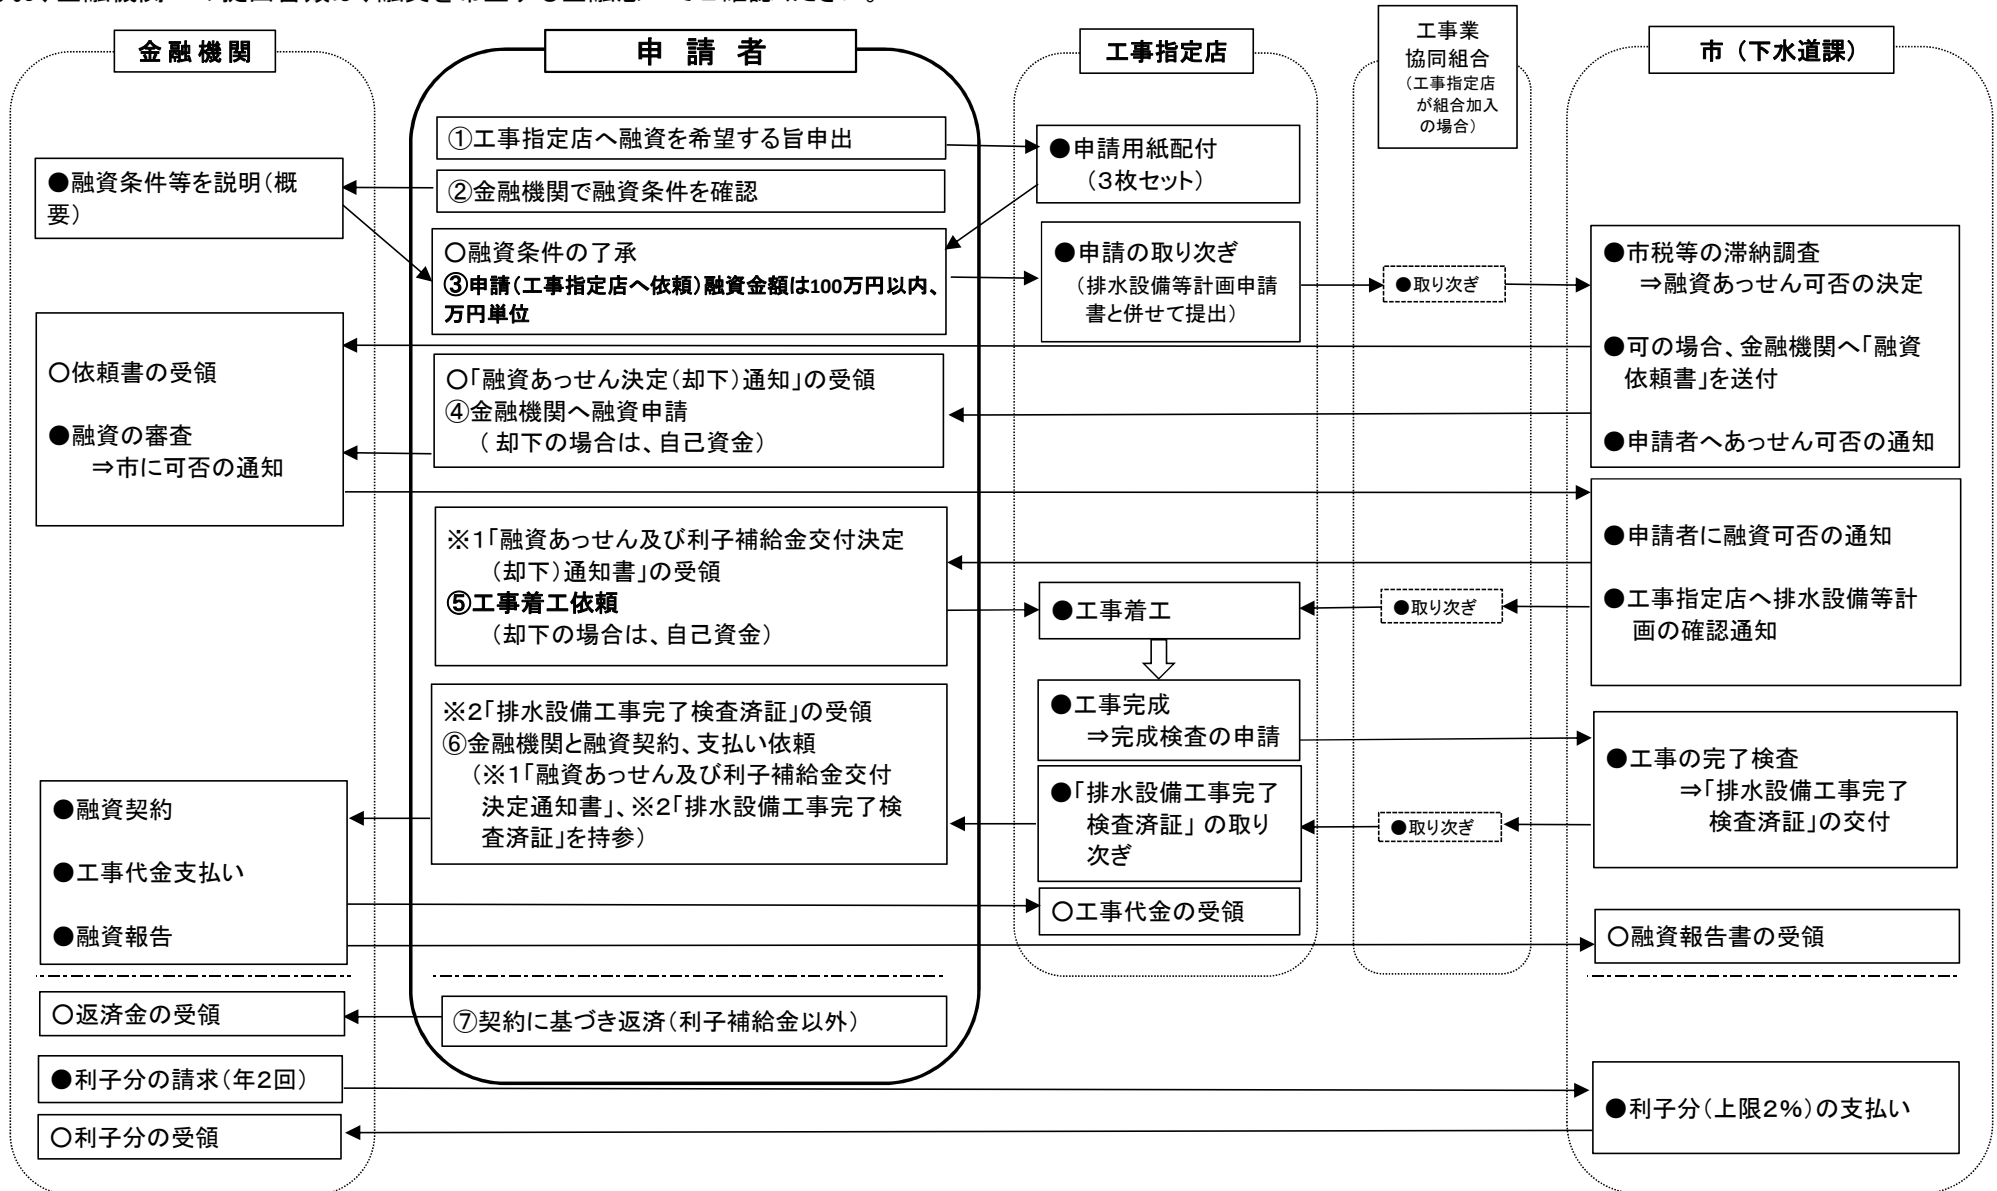 金融機関
申請者
工事指定店
工事業
協同組合
(工事指定店
が組合加入
の場合)
市(下水道課)
①工事指定店へ融資を希望する旨申出
●申請用紙配付
(3枚セット)
●融資条件等を説明(概
要)
②金融機関で融資条件を確認
○融資条件の了承
③申請(工事指定店へ依頼)融資金額は100万円以内、
万円単位
●申請の取り次ぎ
(排水設備等計画申請
書と併せて提出)
●取り次ぎ
●市税等の滞納調査
⇒融資あっせん可否の決定
●可の場合、金融機関へ「融資
依頼書」を送付
●申請者へあっせん可否の通知
○依頼書の受領
●融資の審査
⇒市に可否の通知
○「融資あっせん決定(却下)通知」の受領
④金融機関へ融資申請
( 却下の場合は、自己資金)
※1「融資あっせん及び利子補給金交付決定
(却下)通知書」の受領
⑤工事着工依頼
(却下の場合は、自己資金)
●工事着工
●取り次ぎ
●申請者に融資可否の通知
●工事指定店へ排水設備等計
画の確認通知
※2「排水設備工事完了検査済証」の受領
⑥金融機関と融資契約、支払い依頼
(※1「融資あっせん及び利子補給金交付
決定通知書」、※2「排水設備工事完了検
査済証」を持参)
●工事完成
⇒完成検査の申請
●「排水設備工事完了
検査済証」 の取り
次ぎ
●取り次ぎ
●工事の完了検査
⇒「排水設備工事完了
検査済証」の交付
●融資契約
●工事代金支払い
●融資報告
○工事代金の受領
○融資報告書の受領
○返済金の受領
⑦契約に基づき返済(利子補給金以外)
●利子分の請求(年2回)
●利子分(上限2%)の支払い
○利子分の受領